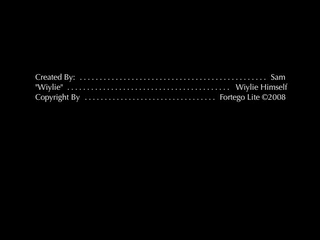 Created By: . . . . . . . . . . . . . . . . . . . . . . . . . . . . . . . . . . . . . . . . . . . . . . . Sam
"Wiylie" . . . . . . . . . . . . . . . . . . . . . . . . . . . . . . . . . . . . . . . . . Wiylie Himself
Copyright By . . . . . . . . . . . . . . . . . . . . . . . . . . . . . . . . . Fortego Lite ©2008